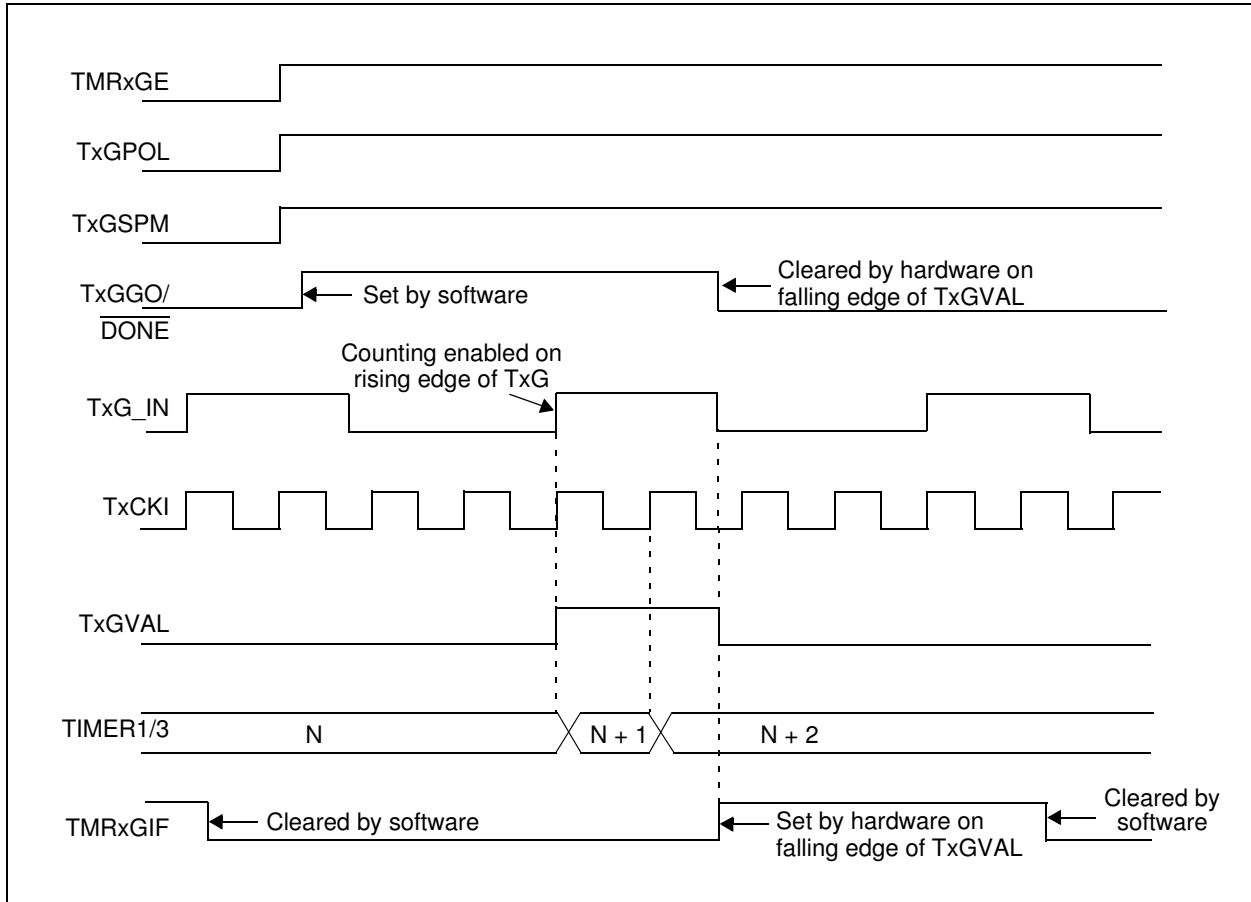 TMRxGE
TxGPOL
TxGSPM
TxGGO/
DONE
Set by software
Cleared by hardware on
falling edge of TxGVAL
Counting enabled on
rising edge of TxG
TxG_IN
TxCKI
TxGVAL
TIMER1/3
N
N + 1
N + 2
TMRxGIF
Cleared by software
Set by hardware on
falling edge of TxGVAL
Cleared by
software